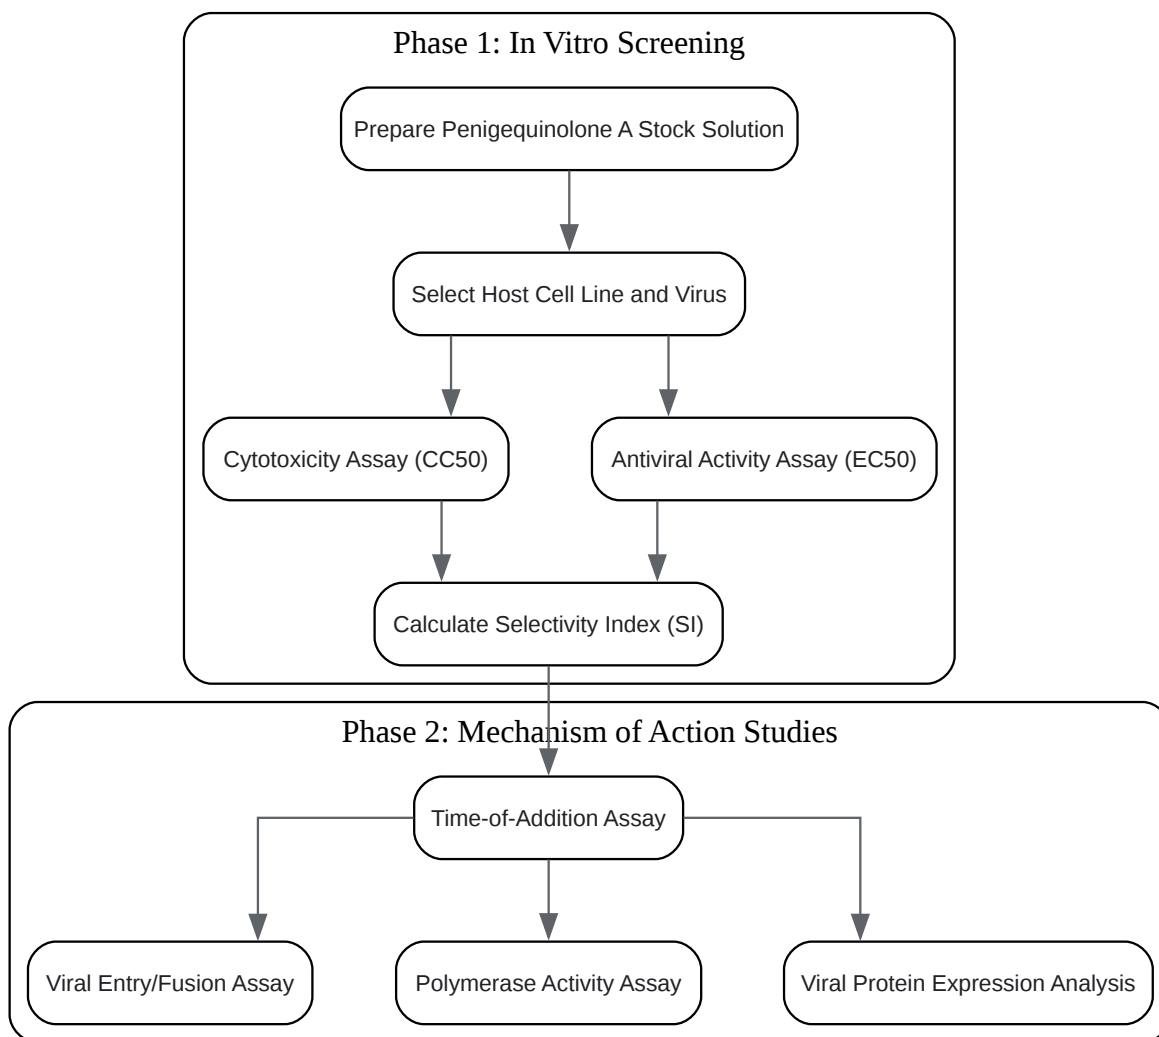 Phase 1: In Vitro Screening
Prepare Penigequinolone A Stock Solution
Select Host Cell Line and Virus
Cytotoxicity Assay (CC50)
Antiviral Activity Assay (EC50)
Calculate Selectivity Index (SI)
Phase 2: Mechanism of Action Studies
Time-of-Addition Assay
Viral Entry/Fusion Assay
Polymerase Activity Assay
Viral Protein Expression Analysis